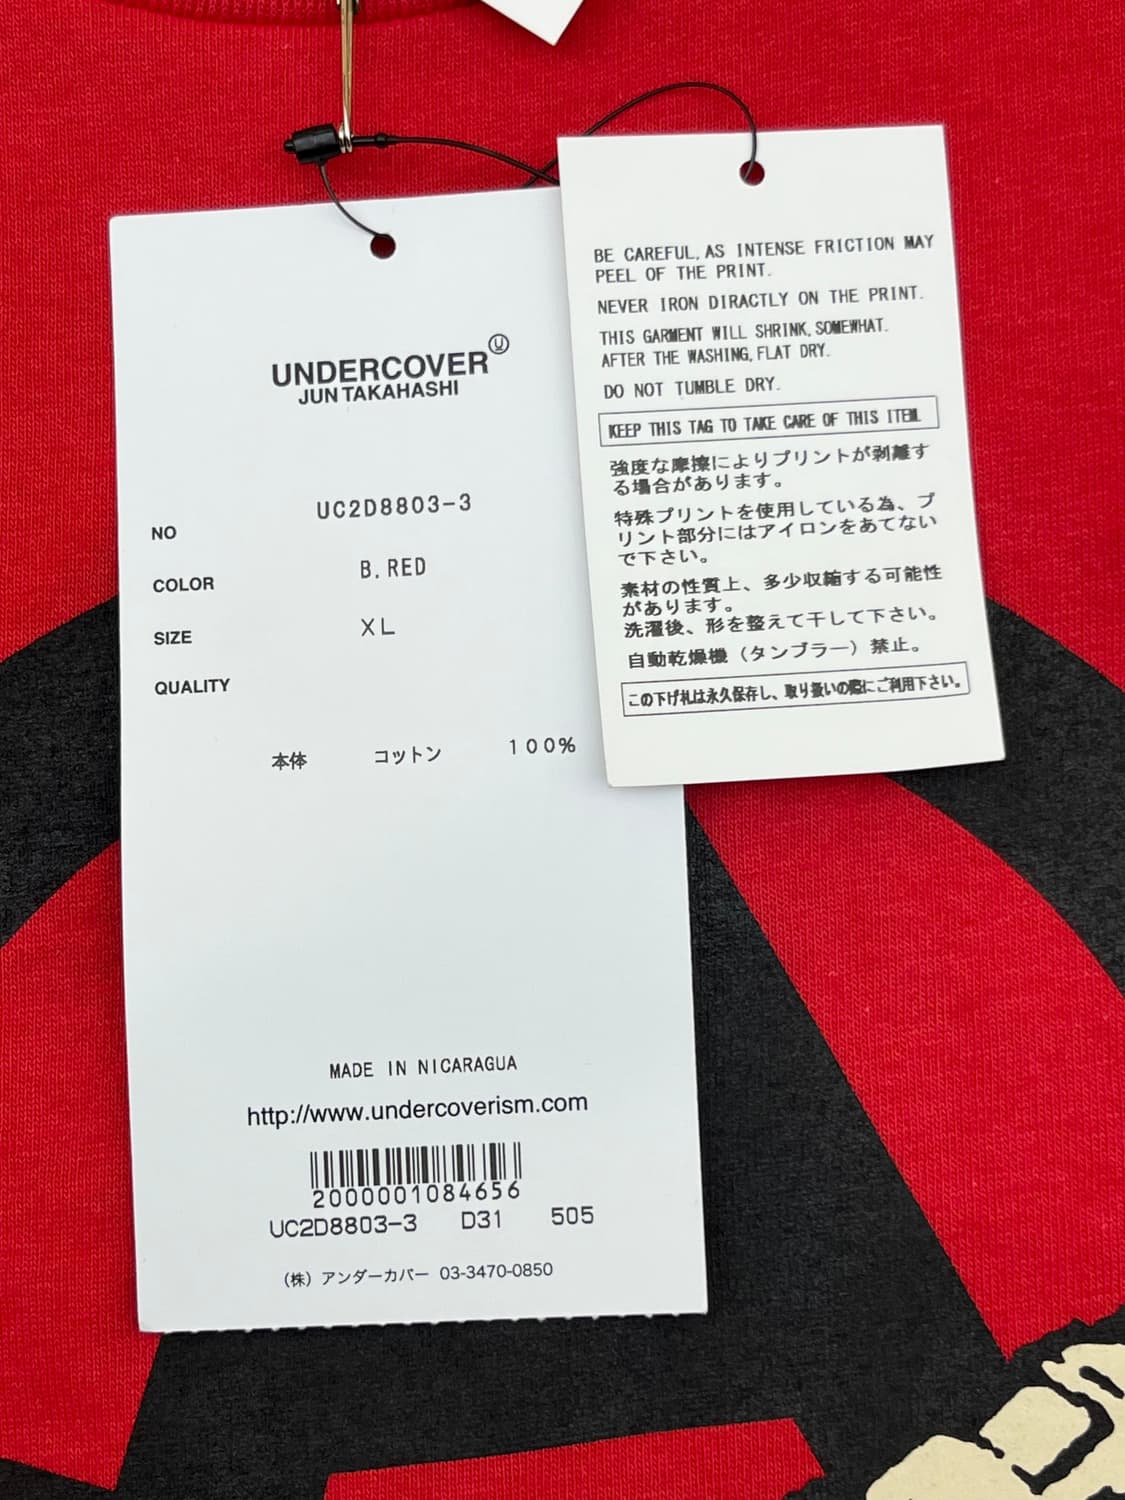 UNDERCOVER Ⓤ
JUN TAKAHASHI
NO UC2D8803-3
COLOR B.RED
SIZE XL
QUALITY
本体 コットン 100%
MADE IN NICARAGUA
http://www.undercoverism.com
2000001084656
UC2D8803-3 D31 505
(株) アンダーカバー 03-3470-0850
BE CAREFUL,AS INTENSE FRICTION MAY
PEEL OF THE PRINT.
NEVER IRON DIRACTLY ON THE PRINT.
THIS GARMENT WILL SHRINK,SOMEWHAT.
AFTER THE WASHING,FLAT DRY.
DO NOT TUMBLE DRY.
KEEP THIS TAG TO TAKE CARE OF THIS ITEM.
強度な摩擦によりプリントが剥離す
る場合があります。
特殊プリントを使用している為、プ
リント部分にはアイロンをあてない
で下さい。
素材の性質上、多少収縮する可能性
があります。
洗濯後、形を整えて干して下さい。
自動乾燥機（タンブラー）禁止。
この下げ札は永久保存し、取り扱いの際にご利用下さい。